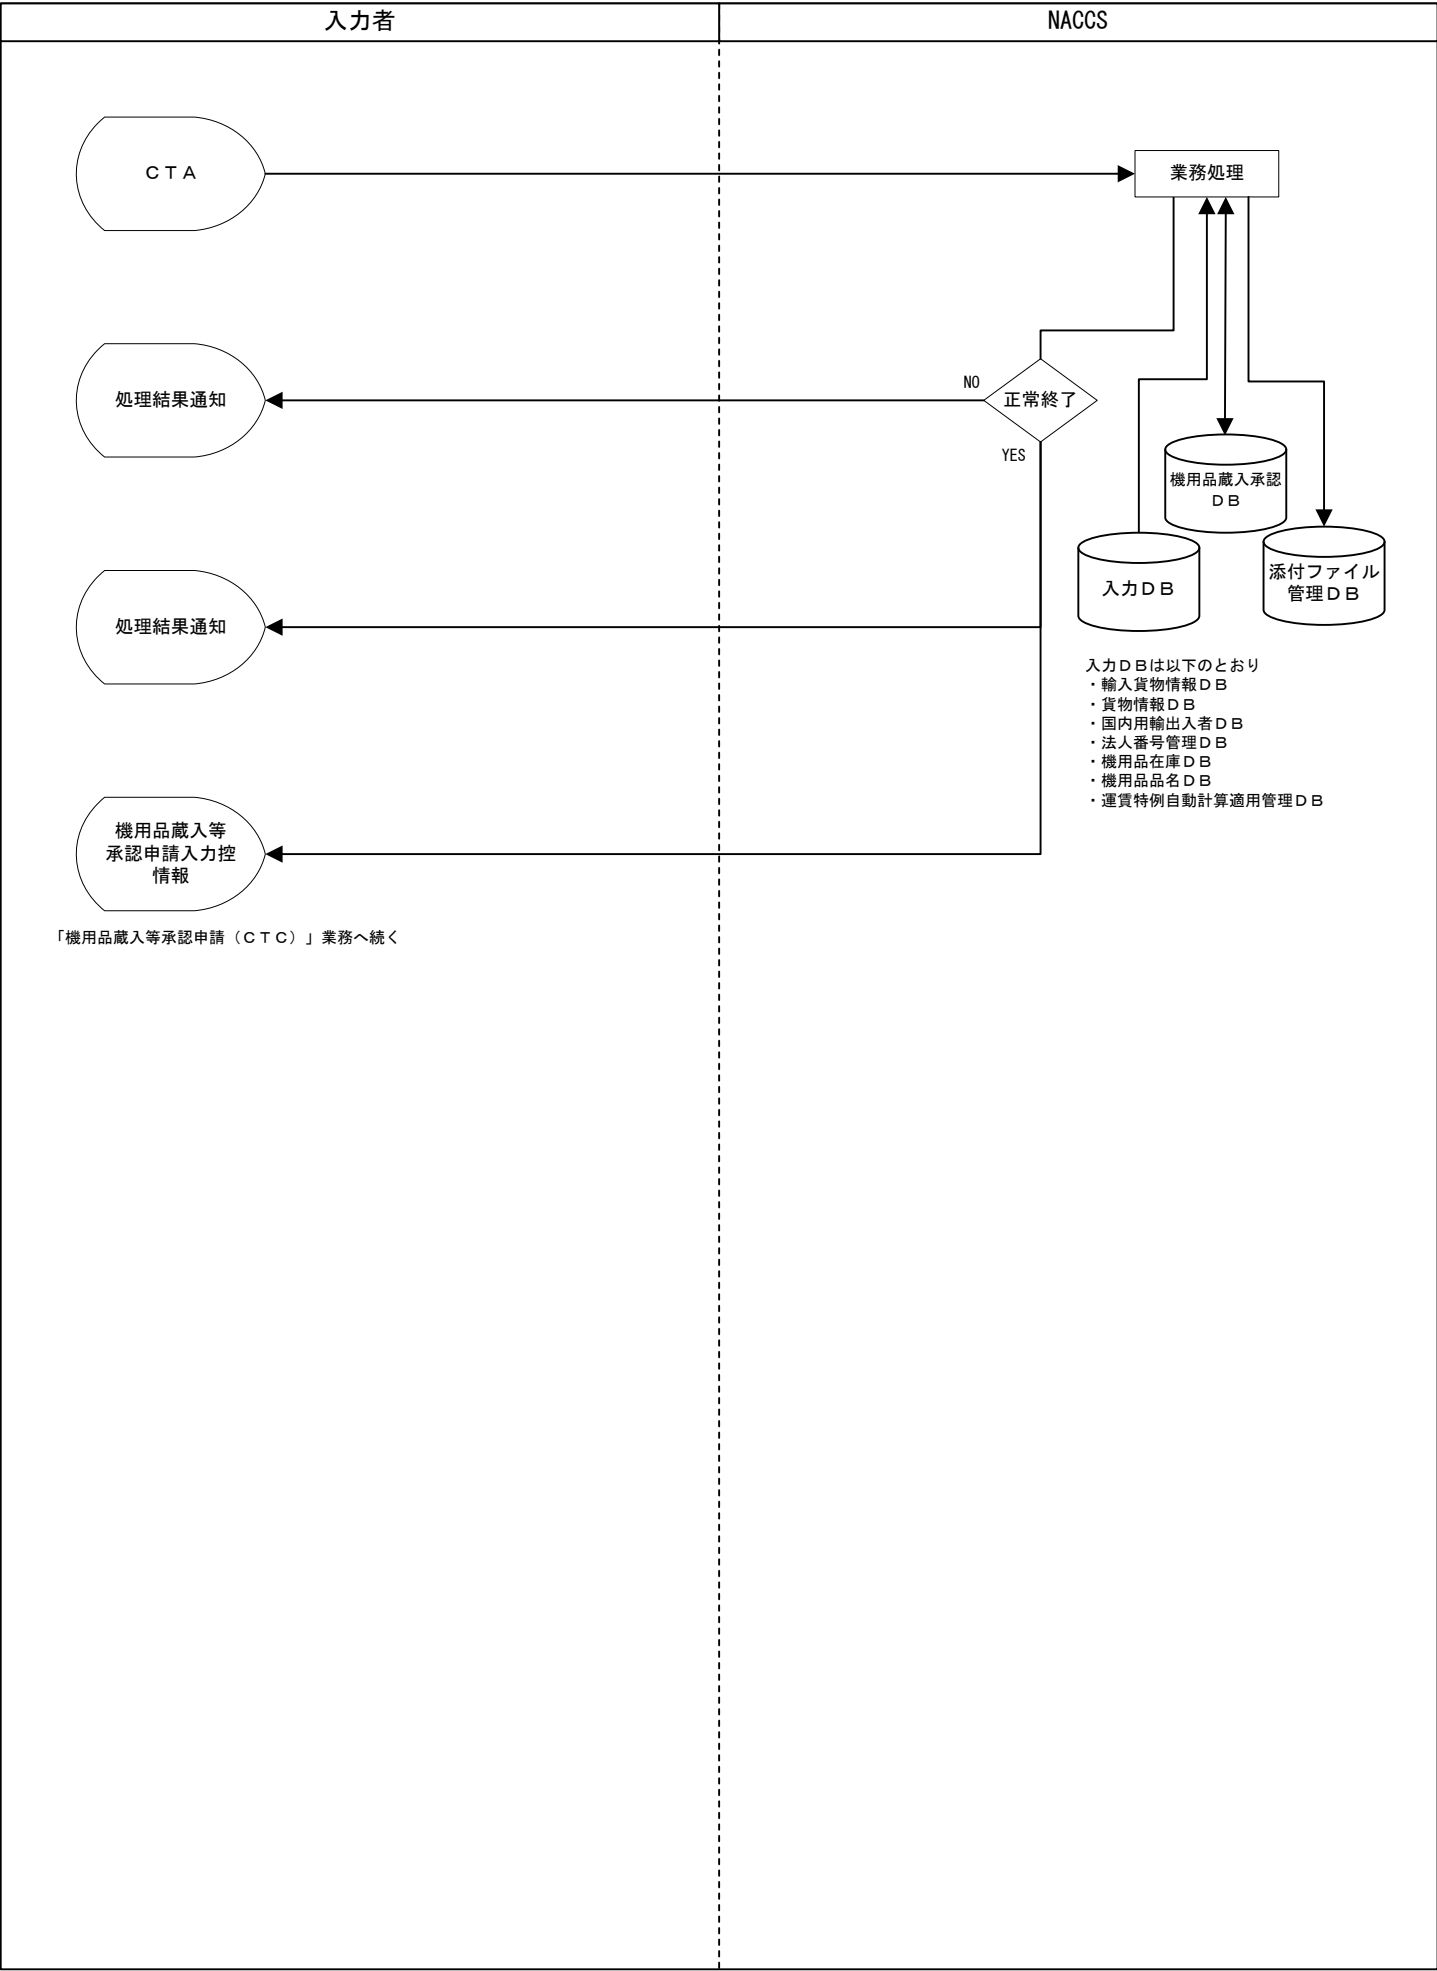 入力者
NACCS
ＣＴＡ
業務処理
処理結果通知
NO
正常終了
YES
機用品蔵入承認
ＤＢ
入力ＤＢ
添付ファイル
管理ＤＢ
処理結果通知
入力ＤＢは以下のとおり
・輸入貨物情報ＤＢ
・貨物情報ＤＢ
・国内用輸出入者ＤＢ
・法人番号管理ＤＢ
・機用品在庫ＤＢ
・機用品品名ＤＢ
・運賃特例自動計算適用管理ＤＢ
機用品蔵入等
承認申請入力控
情報
「機用品蔵入等承認申請（ＣＴＣ）」業務へ続く